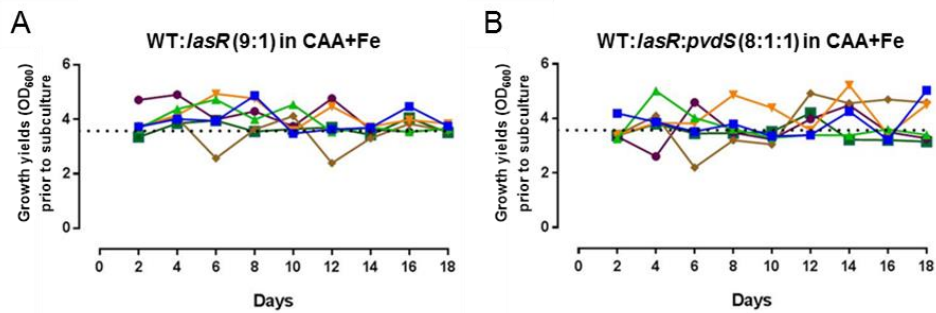 A
WT:lasR (9:1) in CAA+Fe
Growth yields (OD600)
prior to subculture
6
4
2
0
0 2 4 6 8 10 12 14 16 18
Days
B
WT:lasR:pvdS (8:1:1) in CAA+Fe
Growth yields (OD600)
prior to subculture
6
4
2
0
0 2 4 6 8 10 12 14 16 18
Days